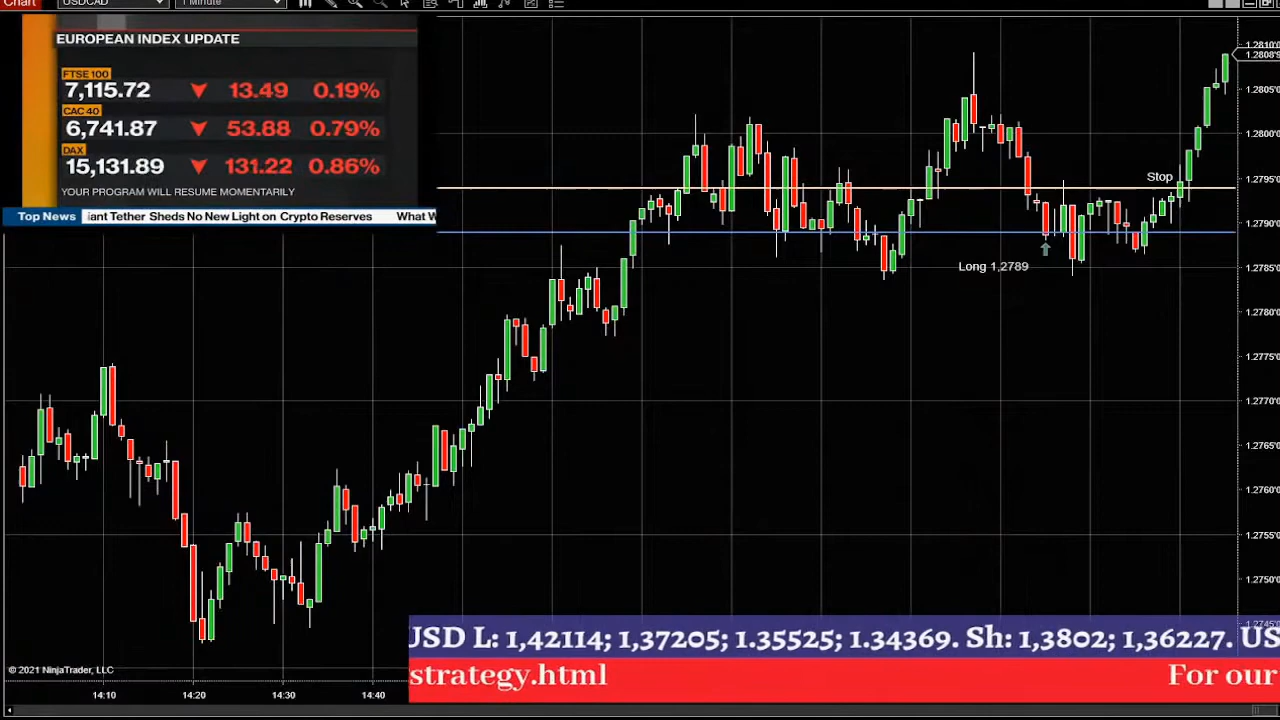 Chart
USDCAD
1 Minute
EUROPEAN INDEX UPDATE
FTSE 100
7,115.72 13.49 0.19%
CAC 40
6,741.87 53.88 0.79%
DAX
15,131.89 131.22 0.86%
YOUR PROGRAM WILL RESUME MOMENTARILY
Top News iant Tether Sheds No New Light on Crypto Reserves What W
Stop
Long 1,2789
1.2810
1.2808
1.2805
1.2800
1.2795
1.2790
1.2785
1.2780
1.2775
1.2770
1.2765
1.2760
1.2755
1.2750
1.2745
JSD L: 1,42114; 1,37205; 1.35525; 1.34369. Sh: 1,3802; 1,36227. US
strategy.html For our
© 2021 NinjaTrader, LLC
14:10 14:20 14:30 14:40